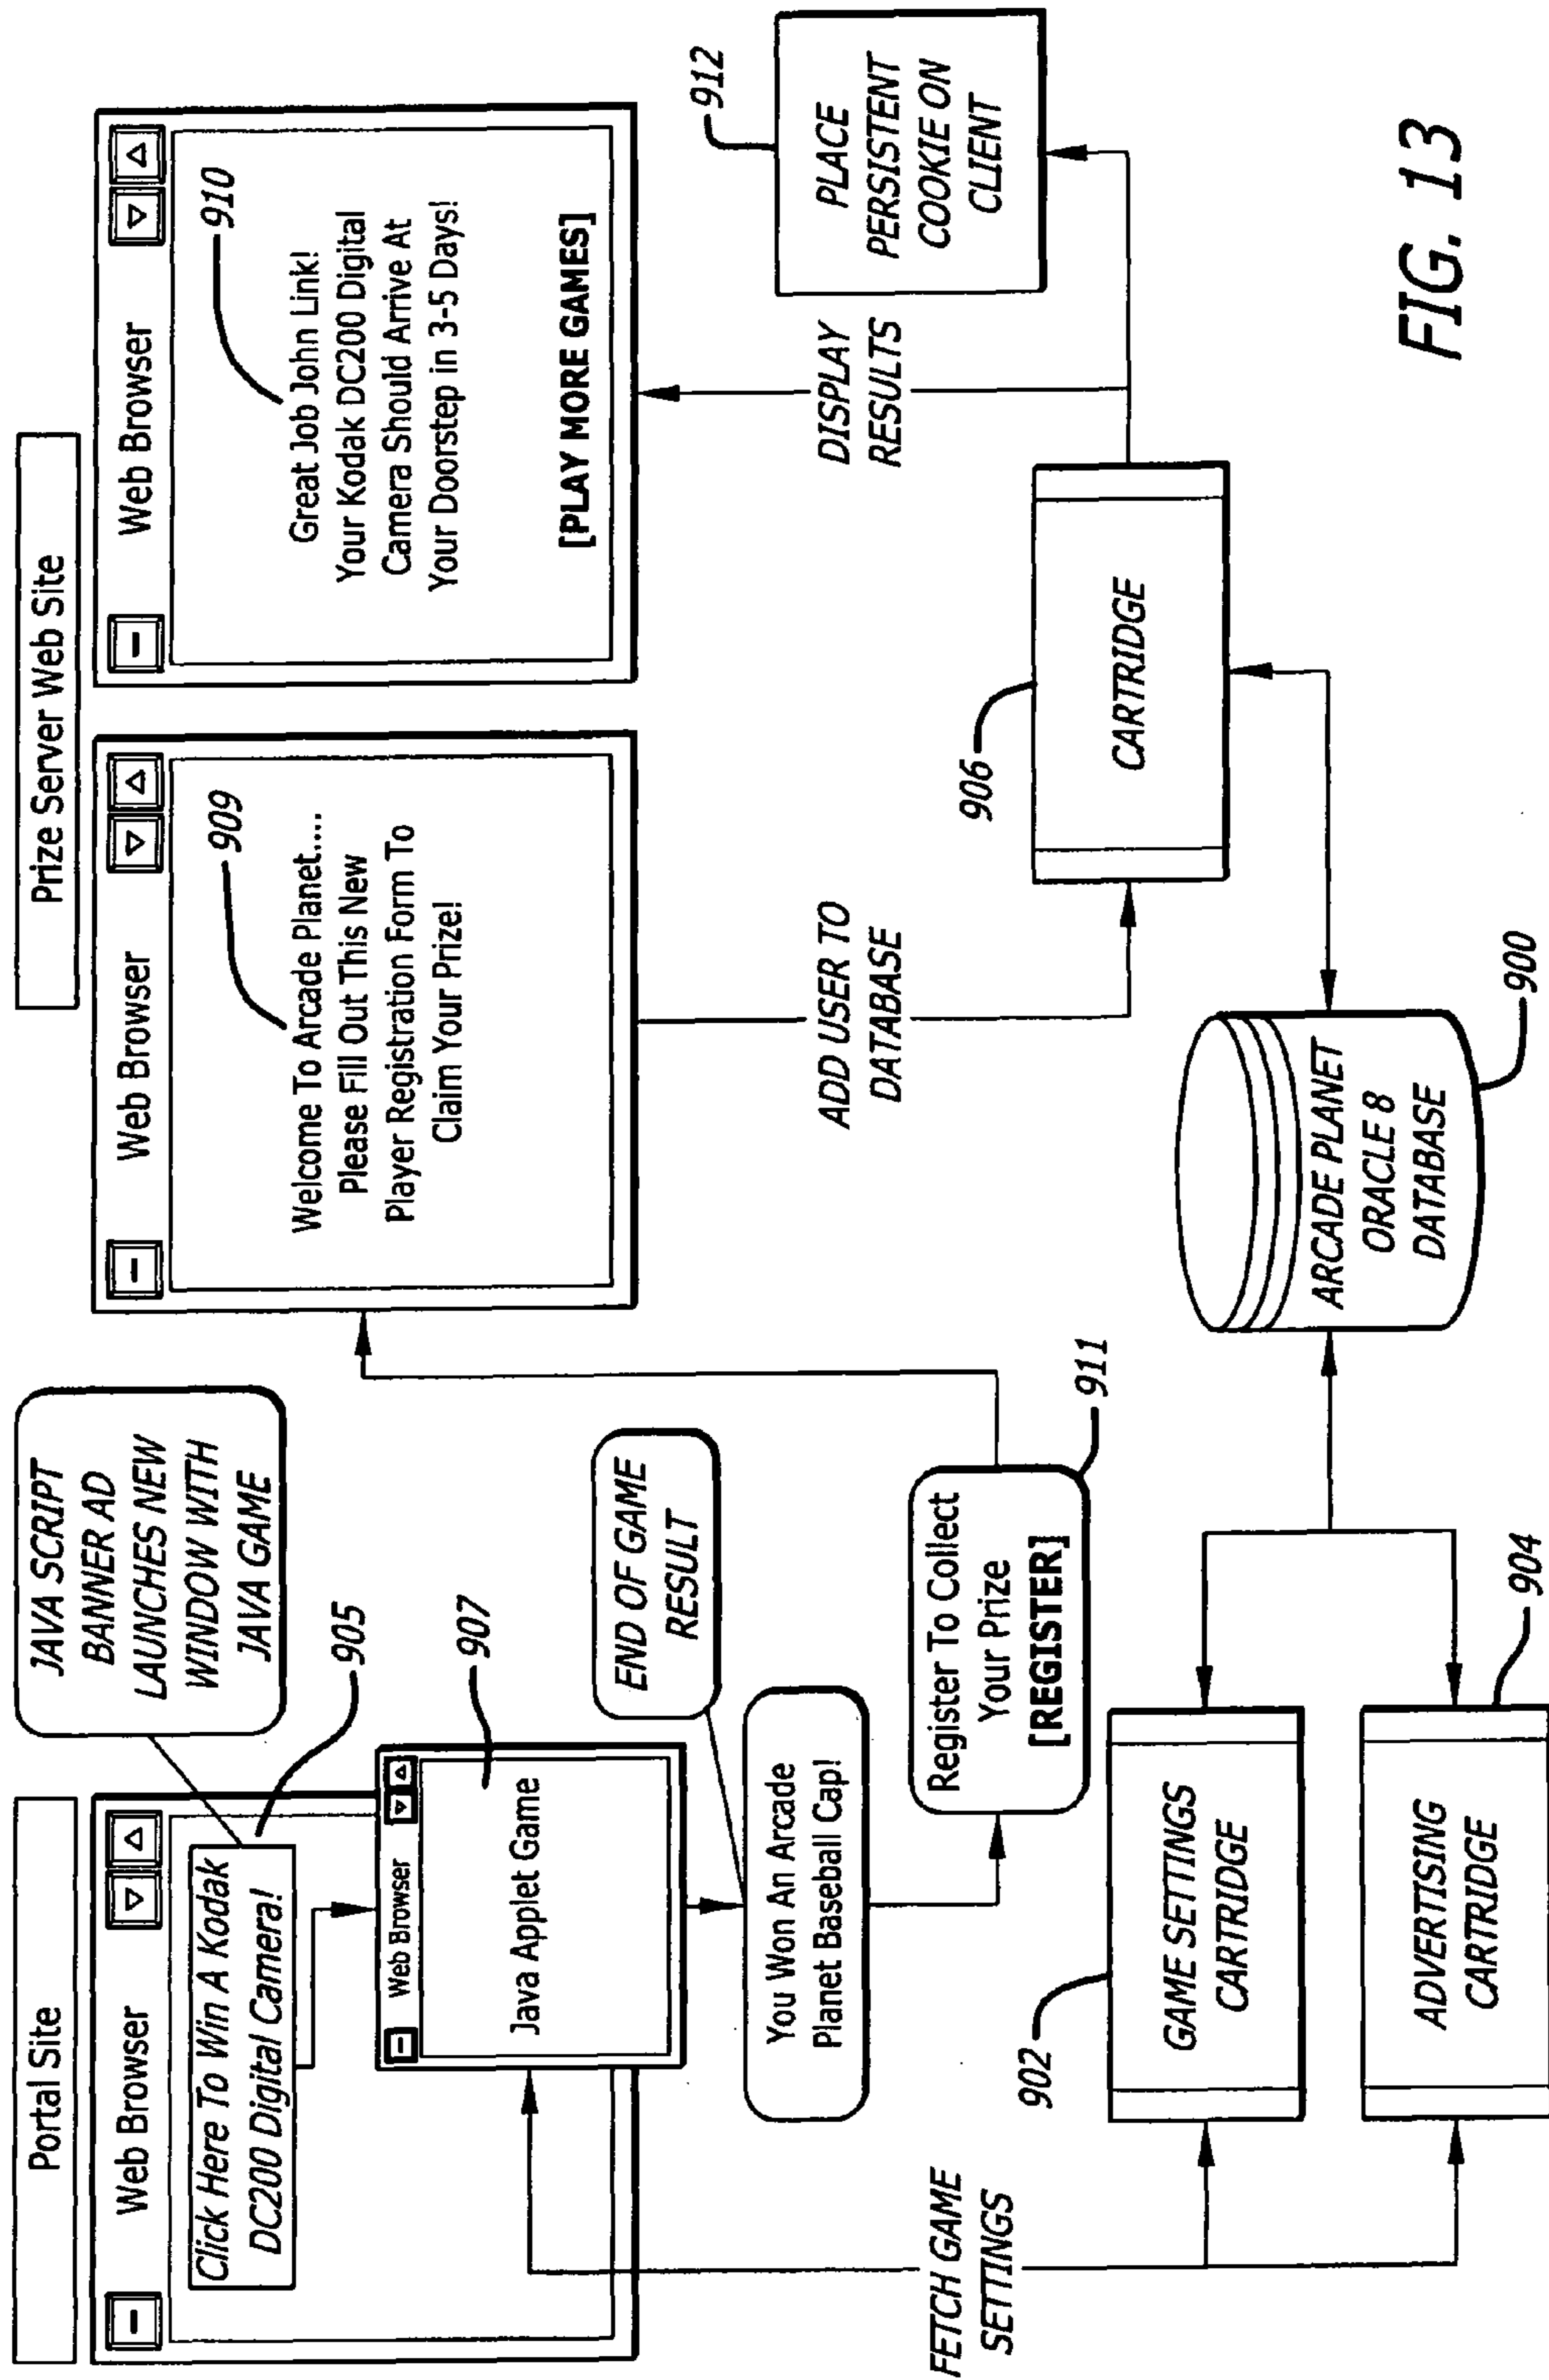 Portal Site
Web Browser
Click Here To Win A Kodak
DC200 Digital Camera!
905
JAVA SCRIPT
BANNER AD
LAUNCHES NEW
WINDOW WITH
JAVA GAME
Web Browser
Java Applet Game
907
END OF GAME
RESULT
You Won An Arcade
Planet Baseball Cap!
Register To Collect
Your Prize
[REGISTER]
911
FETCH GAME
SETTINGS
902
GAME SETTINGS
CARTRIDGE
ADVERTISING
CARTRIDGE
904
Prize Server Web Site
Web Browser
909
Welcome To Arcade Planet....
Please Fill Out This New
Player Registration Form To
Claim Your Prize!
Web Browser
910
Great Job John Link!
Your Kodak DC200 Digital
Camera Should Arrive At
Your Doorstep in 3-5 Days!
[PLAY MORE GAMES]
ADD USER TO
DATABASE
DISPLAY
RESULTS
912
PLACE
PERSISTENT
COOKIE ON
CLIENT
906
CARTRIDGE
ARCADE PLANET
ORACLE 8
DATABASE
900
FIG. 13